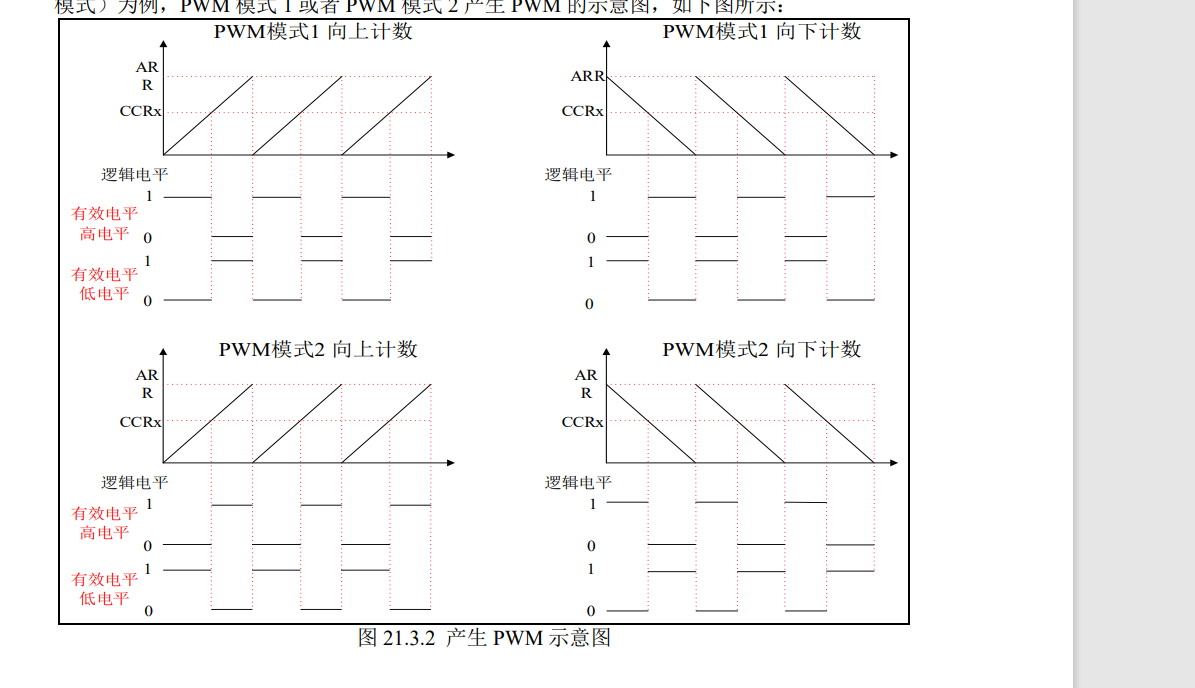 模式）为例，PWM 模式 1 或者 PWM 模式 2 产生 PWM 的示意图，如下图所示：
PWM模式1 向上计数
AR
R
CCRx
逻辑电平
1
有效电平
高电平
0
1
有效电平
低电平
0
PWM模式1 向下计数
ARR
CCRx
逻辑电平
1
0
1
0
PWM模式2 向上计数
AR
R
CCRx
逻辑电平
1
有效电平
高电平
0
1
有效电平
低电平
0
PWM模式2 向下计数
AR
R
CCRx
逻辑电平
1
0
1
0
图 21.3.2 产生 PWM 示意图